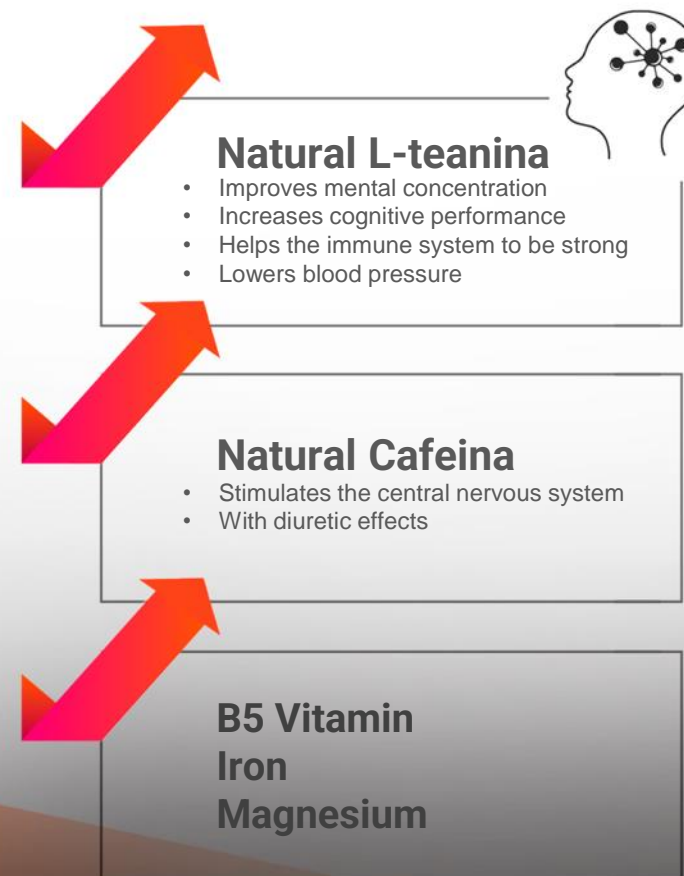 Natural L-teanina
• Improves mental concentration
• Increases cognitive performance
• Helps the immune system to be strong
• Lowers blood pressure
Natural Cafeina
• Stimulates the central nervous system
• With diuretic effects
B5 Vitamin
Iron
Magnesium